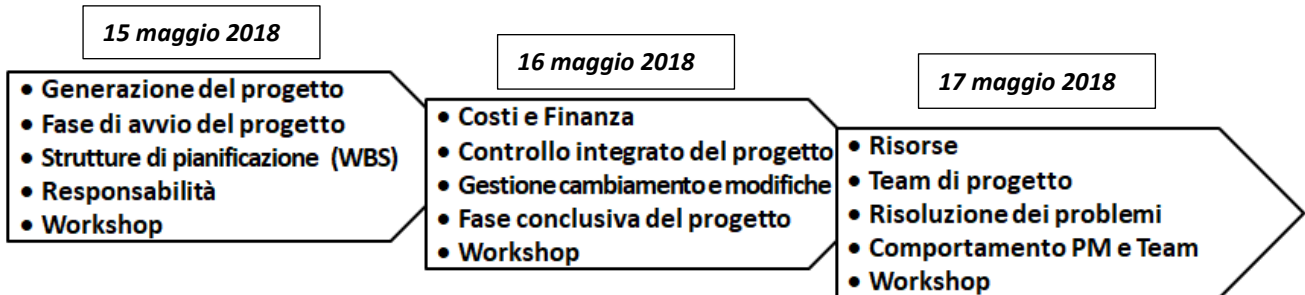 15 maggio 2018
• Generazione del progetto
• Fase di avvio del progetto
• Strutture di pianificazione (WBS)
• Responsabilità
• Workshop
16 maggio 2018
• Costi e Finanza
• Controllo integrato del progetto
• Gestione cambiamento e modifiche
• Fase conclusiva del progetto
• Workshop
17 maggio 2018
• Risorse
• Team di progetto
• Risoluzione dei problemi
• Comportamento PM e Team
• Workshop